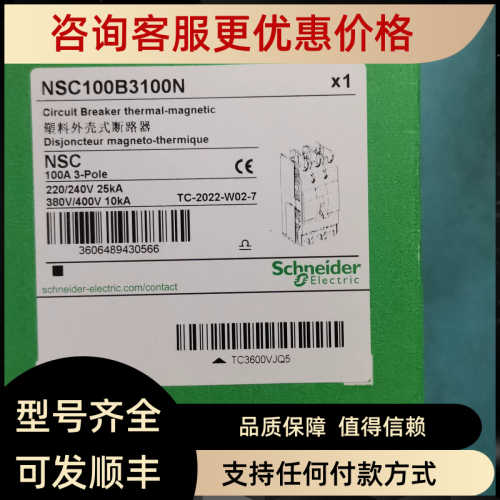 咨询客服更优惠价格
NSC100B3100N x1
Circuit Breaker thermal-magnetic
塑料外壳式断路器
Disjoncteur magneto-thermique
NSC
100A 3-Pole
CE
220/240V 25kA
380V/400V 10kA TC-2022-W02-7
3606489430566
Schneider
Electric
schneider-electric.com/contact
TC3600VJQ5
型号齐全
可发顺丰
品质保障 值得信赖
支持任何付款方式